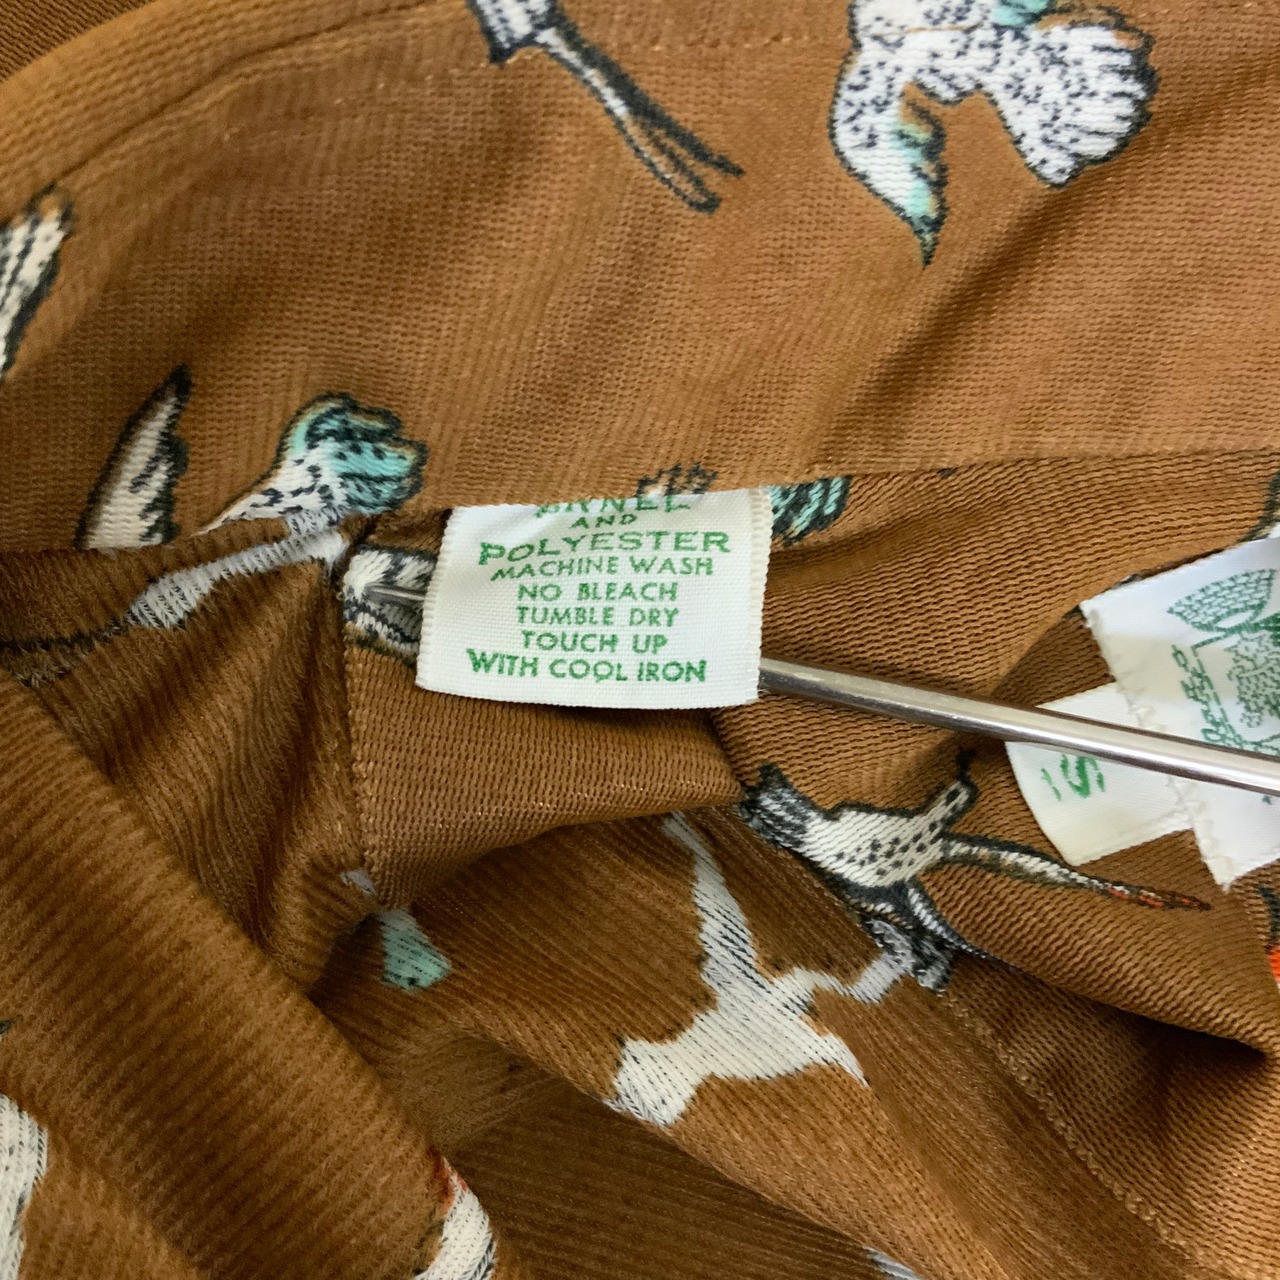 AND
POLYESTER
MACHINE WASH
NO BLEACH
TUMBLE DRY
TOUCH UP
WITH COOL IRON
S